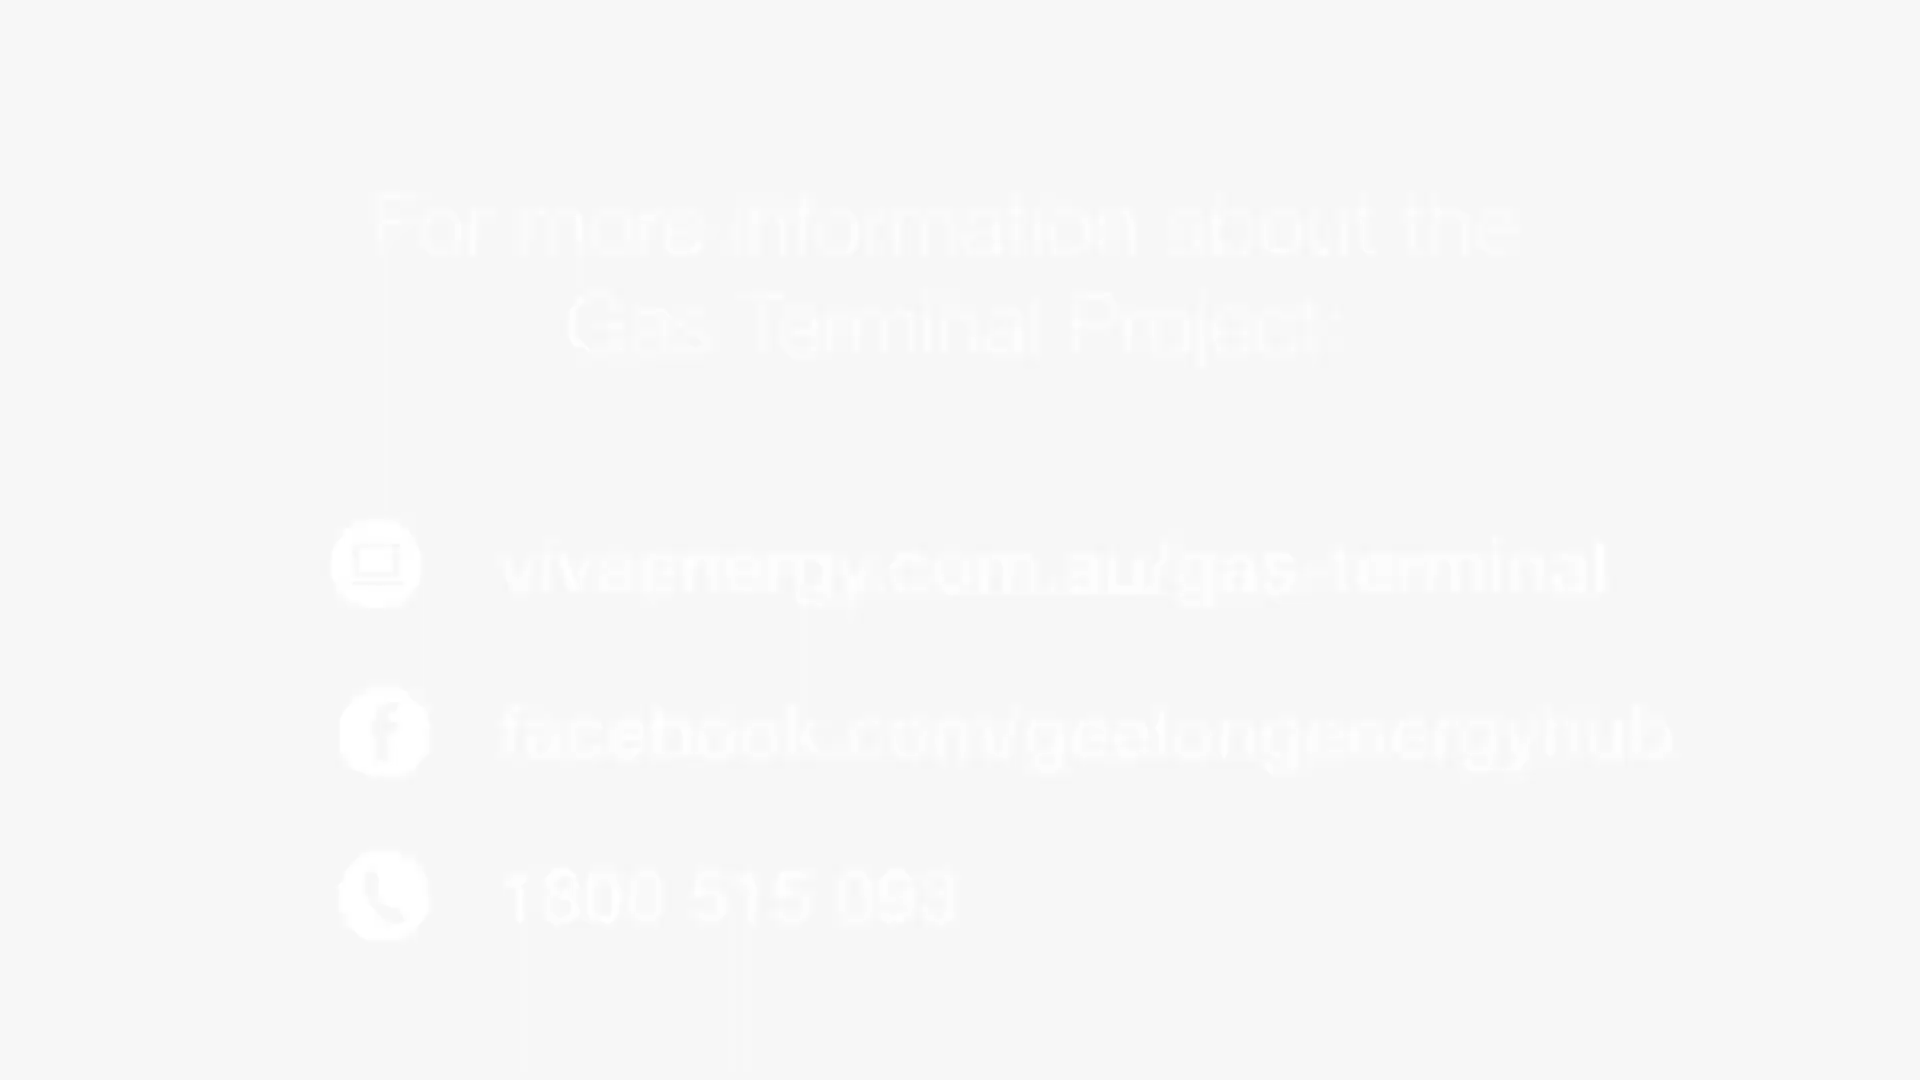 For more information about the
Gas Terminal Project:
vivaenergy.com.au/gas-terminal
facebook.com/geelongenergyhub
1800 515 093